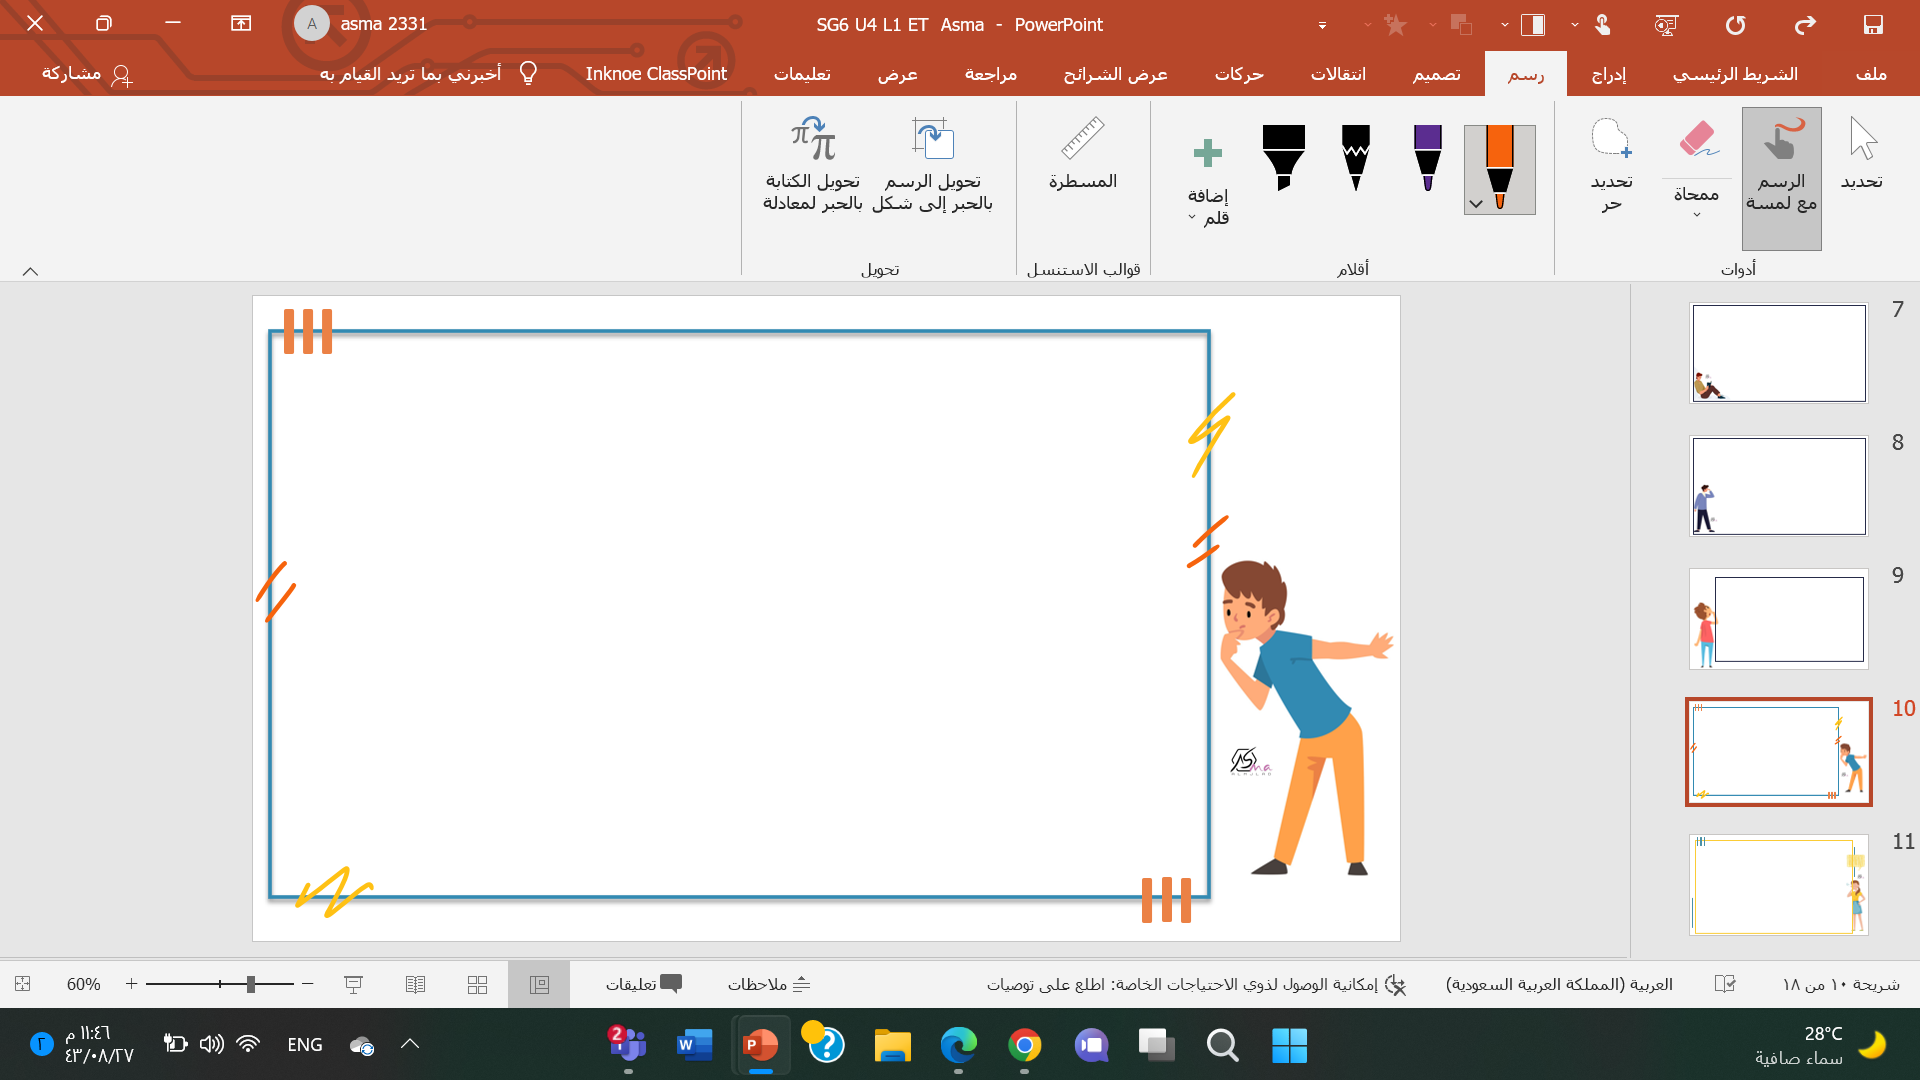 asma 2331
A
SG6 U4 L1 ET Asma - PowerPoint
ملف
الشريط الرئيسي
إدراج
رسم
تصميم
انتقالات
حركات
عرض الشرائح
مراجعة
عرض
تعليمات
Inknoe ClassPoint
أخبرني بما تريد القيام به
مشاركة
تحديد
الرسم
مع لمسة
ممحاة
تحديد
حر
إضافة
قلم
المسطرة
تحويل الرسم
بالحبر إلى شكل
تحويل الكتابة
بالحبر لمعادلة
أدوات
أقلام
قوالب الاستنسل
تحويل
7
8
9
10
11
شريحة ١٠ من ١٨
العربية (المملكة العربية السعودية)
إمكانية الوصول لذوي الاحتياجات الخاصة: اطلع على توصيات
ملاحظات
تعليقات
60%
28°C
سماء صافية
2
ENG
١١:٤٦ م
٤٣/٠٨/٢٧
٢